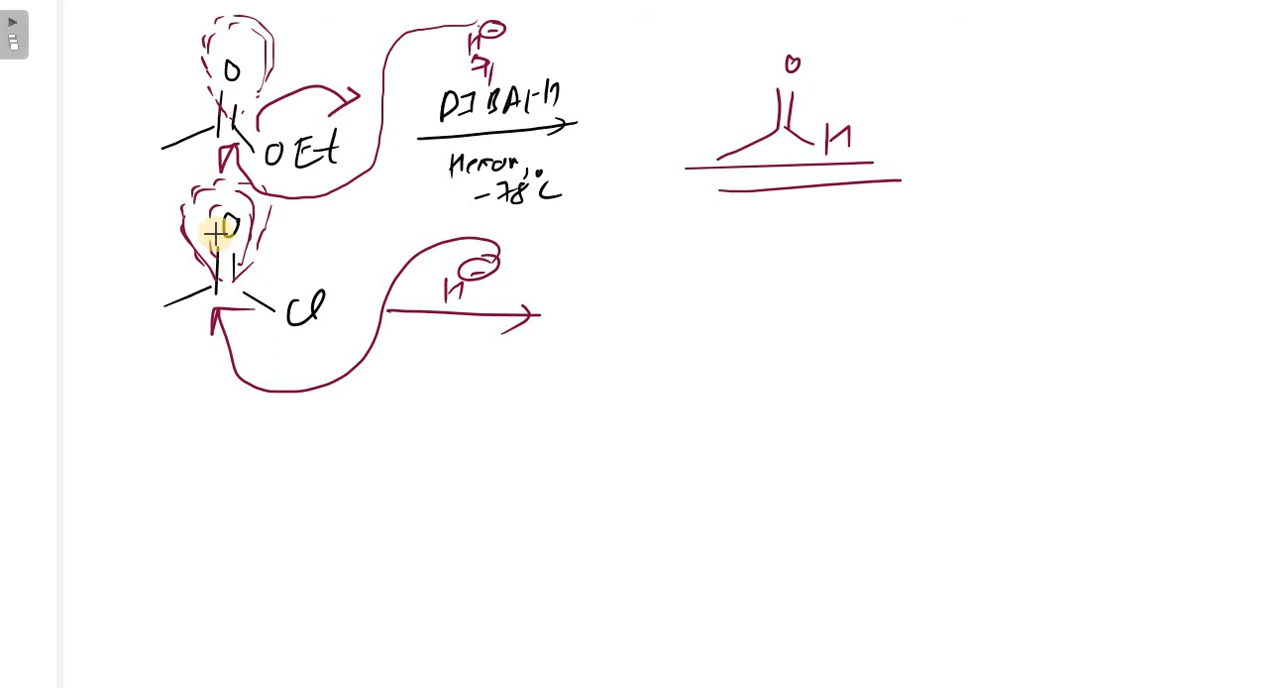 O
OEt
H⊖
DIBAl-H
Hexan,
-78°C
O
H
O
Cl
H⊖